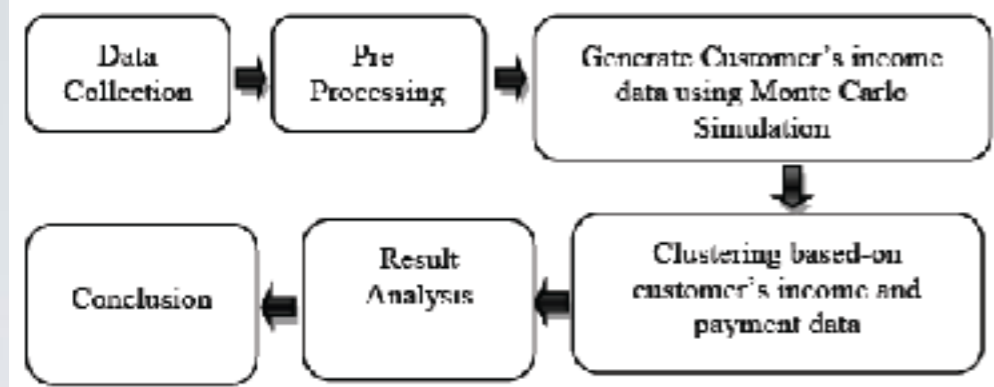 Data
Collection
Pre
Processing
Generate Customer's income
data using Monte Carlo
Simulation
Clustering based-on
customer's income and
payment data
Result
Analysis
Conclusion